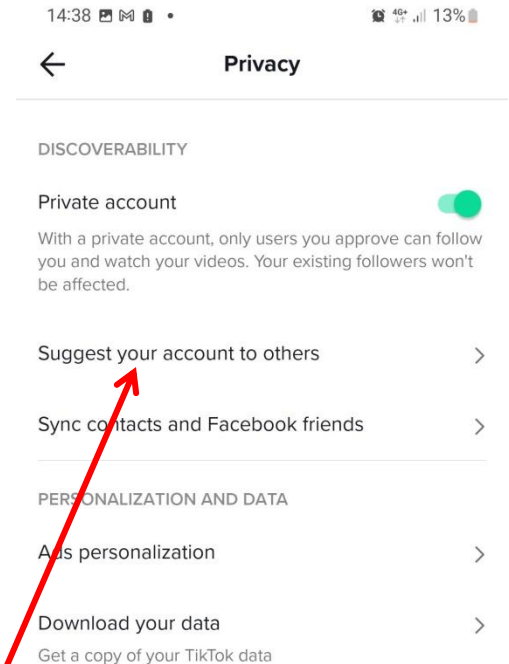 14:38
4G+ 13%
Privacy
DISCOVERABILITY
Private account
With a private account, only users you approve can follow
you and watch your videos. Your existing followers won't
be affected.
Suggest your account to others
Sync contacts and Facebook friends
PERSONALIZATION AND DATA
Ads personalization
Download your data
Get a copy of your TikTok data